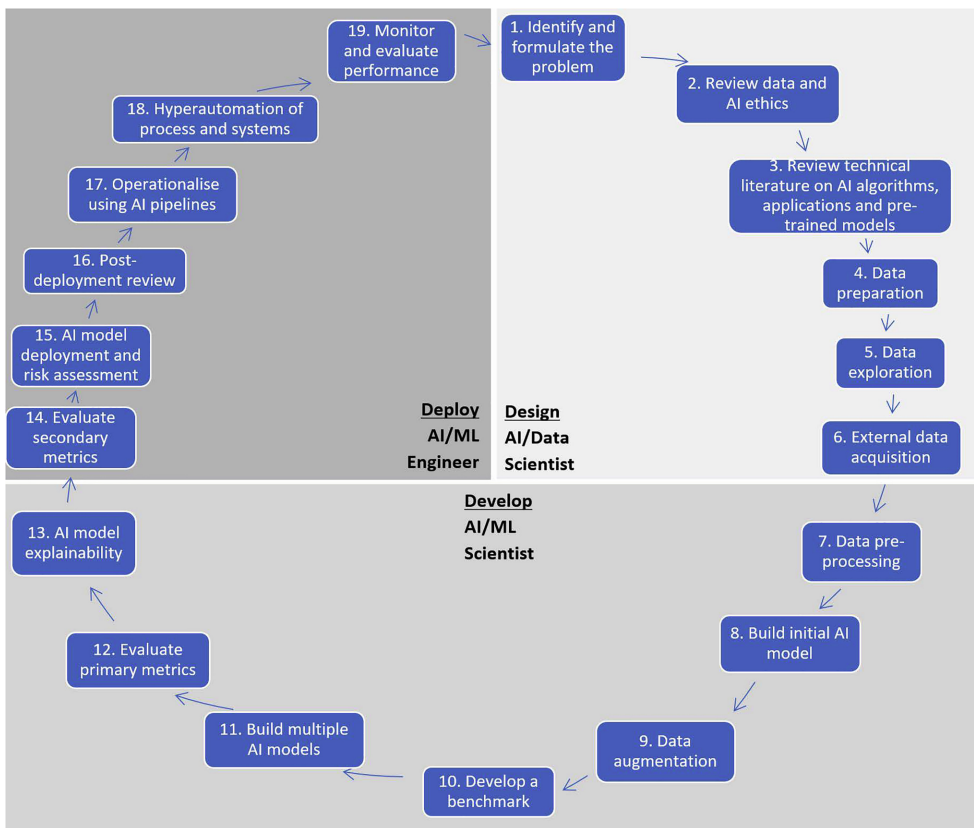 1. Identify and
formulate the
problem
2. Review data and
AI ethics
3. Review technical
literature on AI algorithms,
applications and pre-
trained models
4. Data
preparation
5. Data
exploration
6. External data
acquisition
Design
AI/Data
Scientist
7. Data pre-
processing
8. Build initial AI
model
9. Data
augmentation
10. Develop a
benchmark
11. Build multiple
AI models
12. Evaluate
primary metrics
13. AI model
explainability
Develop
AI/ML
Scientist
14. Evaluate
secondary
metrics
15. AI model
deployment and
risk assessment
16. Post-
deployment review
17. Operationalise
using AI pipelines
18. Hyperautomation of
process and systems
19. Monitor
and evaluate
performance
Deploy
AI/ML
Engineer